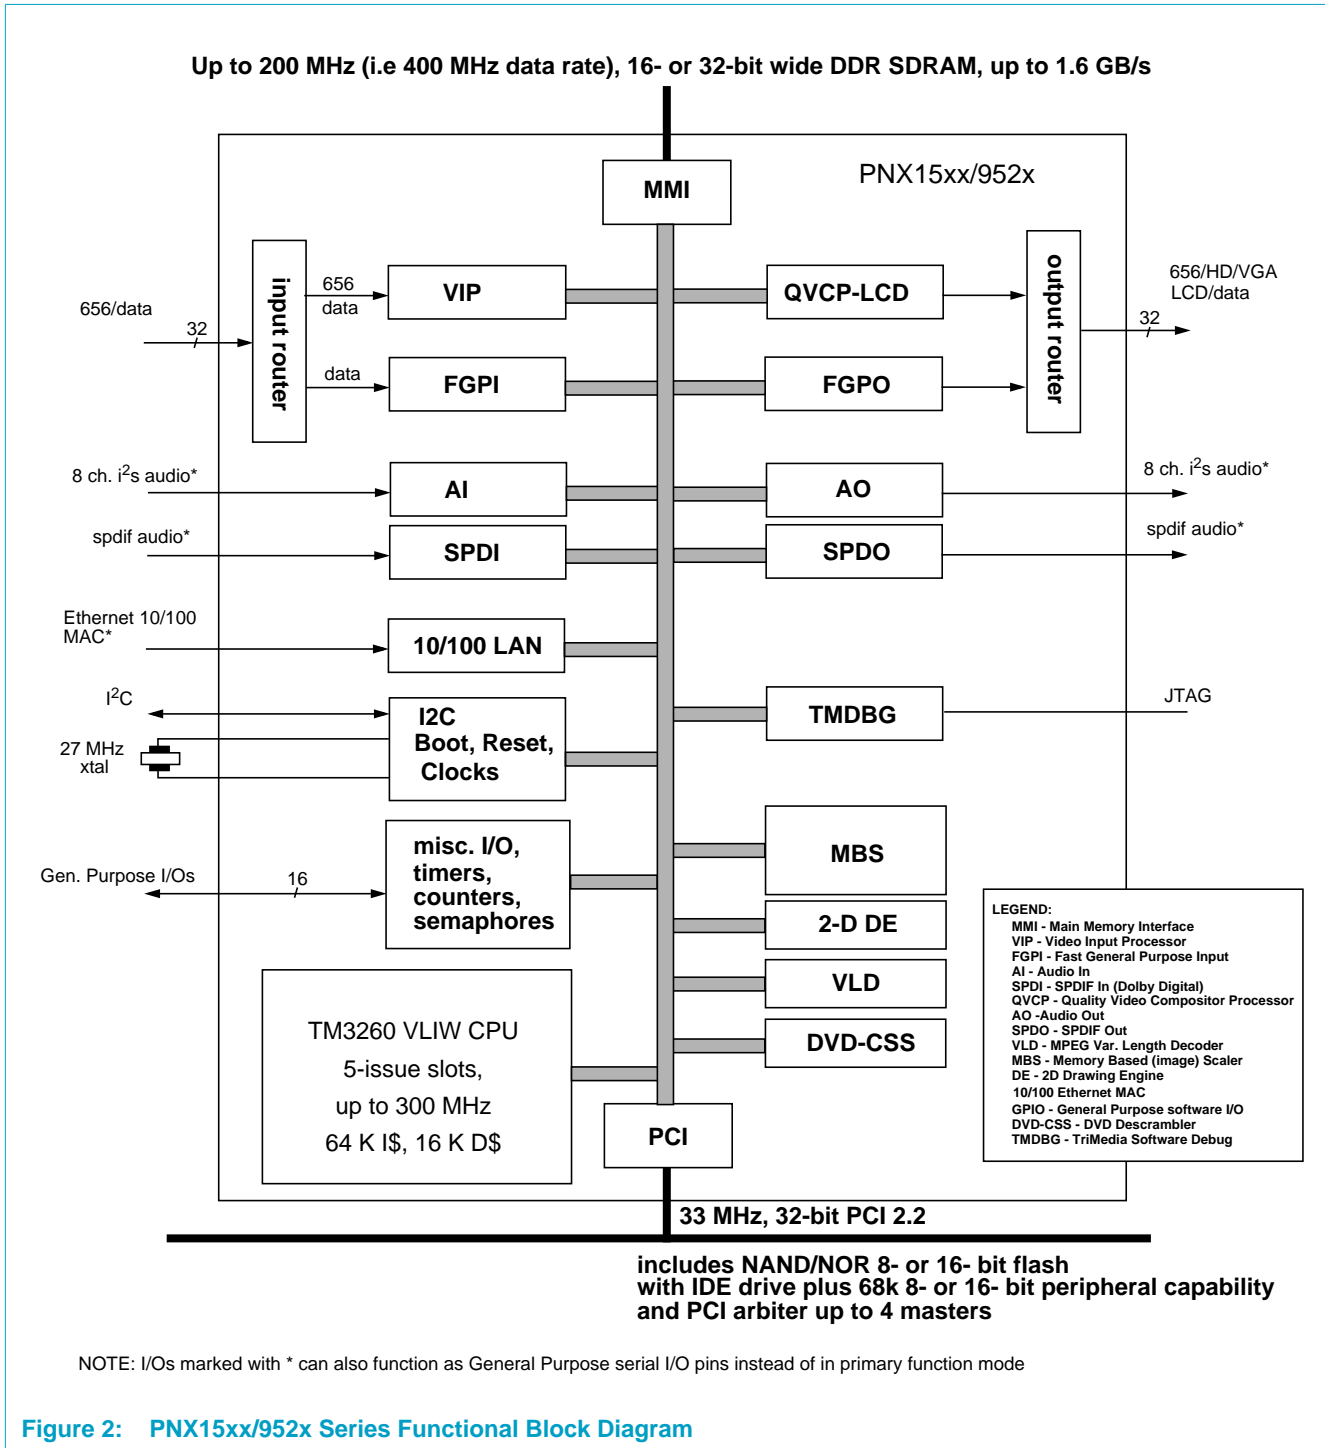 Up to 200 MHz (i.e 400 MHz data rate), 16- or 32-bit wide DDR SDRAM, up to 1.6 GB/s
PNX15xx/952x
MMI
input router
656
data
VIP
QVCP-LCD
output router
656/HD/VGA
LCD/data
656/data
32
32
data
FGPI
FGPO
8 ch. i²s audio*
AI
AO
8 ch. i²s audio*
spdif audio*
SPDI
SPDO
spdif audio*
Ethernet 10/100
MAC*
10/100 LAN
I²C
I2C
Boot, Reset,
Clocks
TMDBG
JTAG
27 MHz
xtal
misc. I/O,
timers,
counters,
semaphores
Gen. Purpose I/Os
16
MBS
2-D DE
VLD
DVD-CSS
TM3260 VLIW CPU
5-issue slots,
up to 300 MHz
64 K I$, 16 K D$
PCI
LEGEND:
MMI - Main Memory Interface
VIP - Video Input Processor
FGPI - Fast General Purpose Input
AI - Audio In
SPDI - SPDIF In (Dolby Digital)
QVCP - Quality Video Compositor Processor
AO -Audio Out
SPDO - SPDIF Out
VLD - MPEG Var. Length Decoder
MBS - Memory Based (image) Scaler
DE - 2D Drawing Engine
10/100 Ethernet MAC
GPIO - General Purpose software I/O
DVD-CSS - DVD Descrambler
TMDBG - TriMedia Software Debug
33 MHz, 32-bit PCI 2.2
includes NAND/NOR 8- or 16- bit flash
with IDE drive plus 68k 8- or 16- bit peripheral capability
and PCI arbiter up to 4 masters
NOTE: I/Os marked with * can also function as General Purpose serial I/O pins instead of in primary function mode
Figure 2: PNX15xx/952x Series Functional Block Diagram